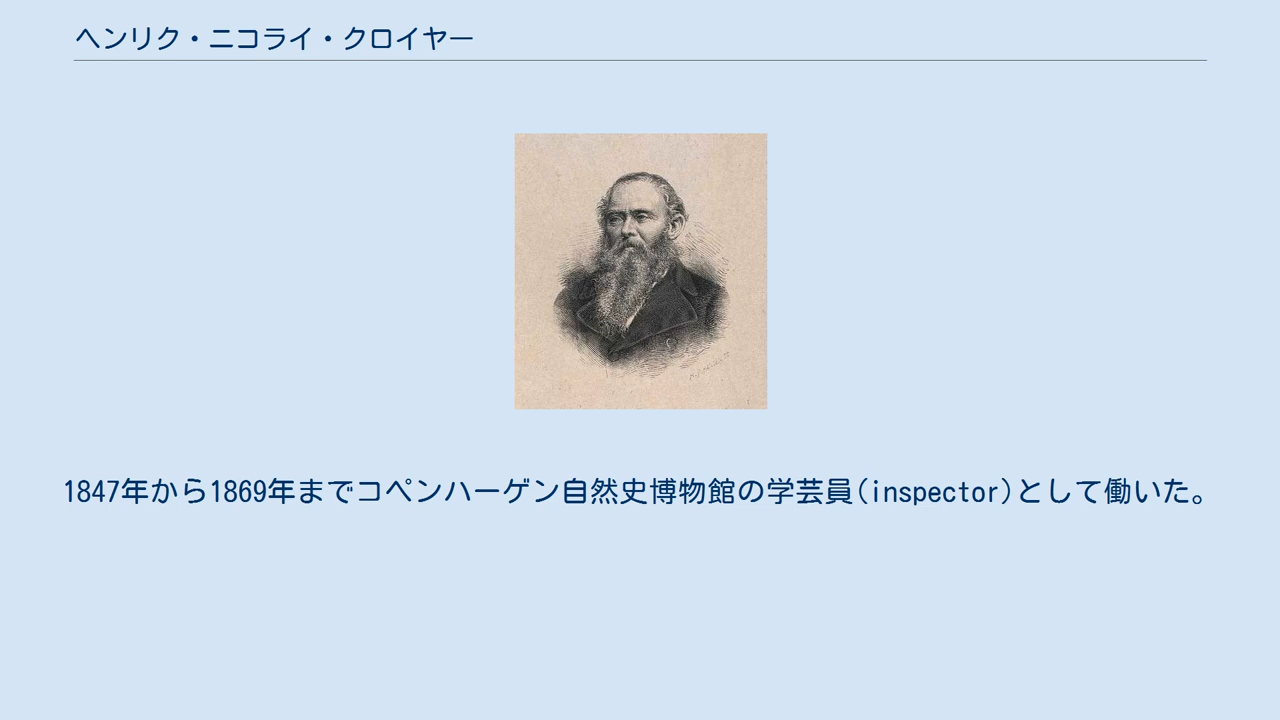 ヘンリク・ニコライ・クロイヤー
1847年から1869年までコペンハーゲン自然史博物館の学芸員(inspector)として働いた。